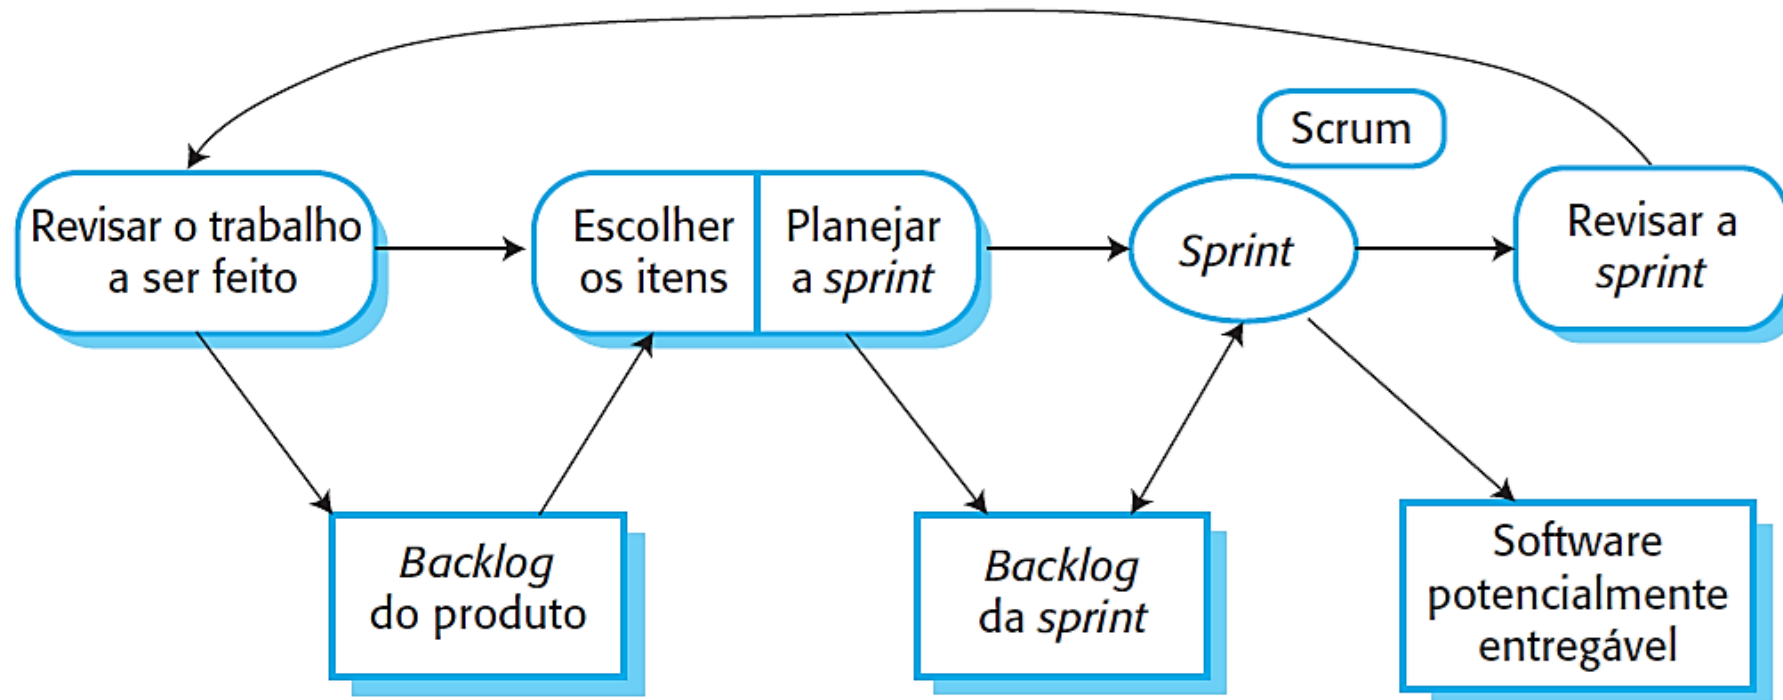 Scrum
Revisar o trabalho
a ser feito
Escolher
os itens
Planejar
a sprint
Sprint
Revisar a
sprint
Backlog
do produto
Backlog
da sprint
Software
potencialmente
entregável